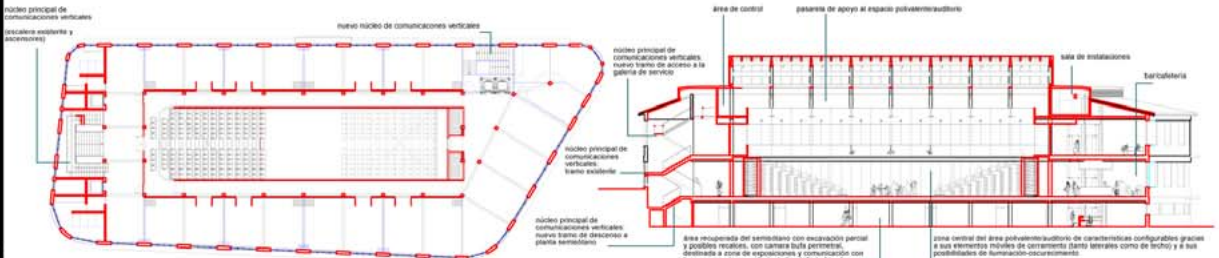 núcleo principal de
comunicaciones verticales
(escalera existente y
ascensores)
nuevo núcleo de comunicaciones verticales
núcleo principal de
comunicaciones verticales:
nuevo tramo de acceso a la
galería de servicio
área de control
pasarela de apoyo al espacio polivalente/auditorio
sala de instalaciones
bar/cafetería
núcleo principal de
comunicaciones
verticales:
tramo existente
núcleo principal de
comunicaciones verticales:
nuevo tramo de descenso a
planta semisótano
área recuperada del semisótano con excavación parcial
y posibles recalces, con cámara bufa perimetral,
destinada a zona de exposiciones y comunicación con
zona central del área polivalente/auditorio de características configurables gracias
a sus elementos móviles de cerramiento (tanto laterales como de techo) y a sus
posibilidades de iluminación-oscurecimiento